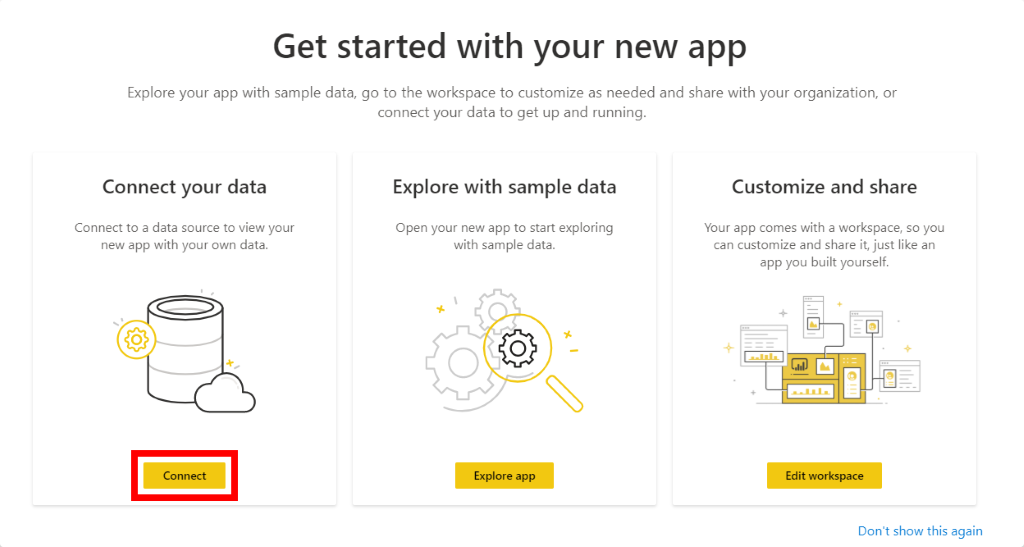 Get started with your new app
Explore your app with sample data, go to the workspace to customize as needed and share with your organization, or
connect your data to get up and running.
Connect your data
Connect to a data source to view your
new app with your own data.
Connect
Explore with sample data
Open your new app to start exploring
with sample data.
Explore app
Customize and share
Your app comes with a workspace, so you
can customize and share it, just like an
app you built yourself.
Edit workspace
Don't show this again